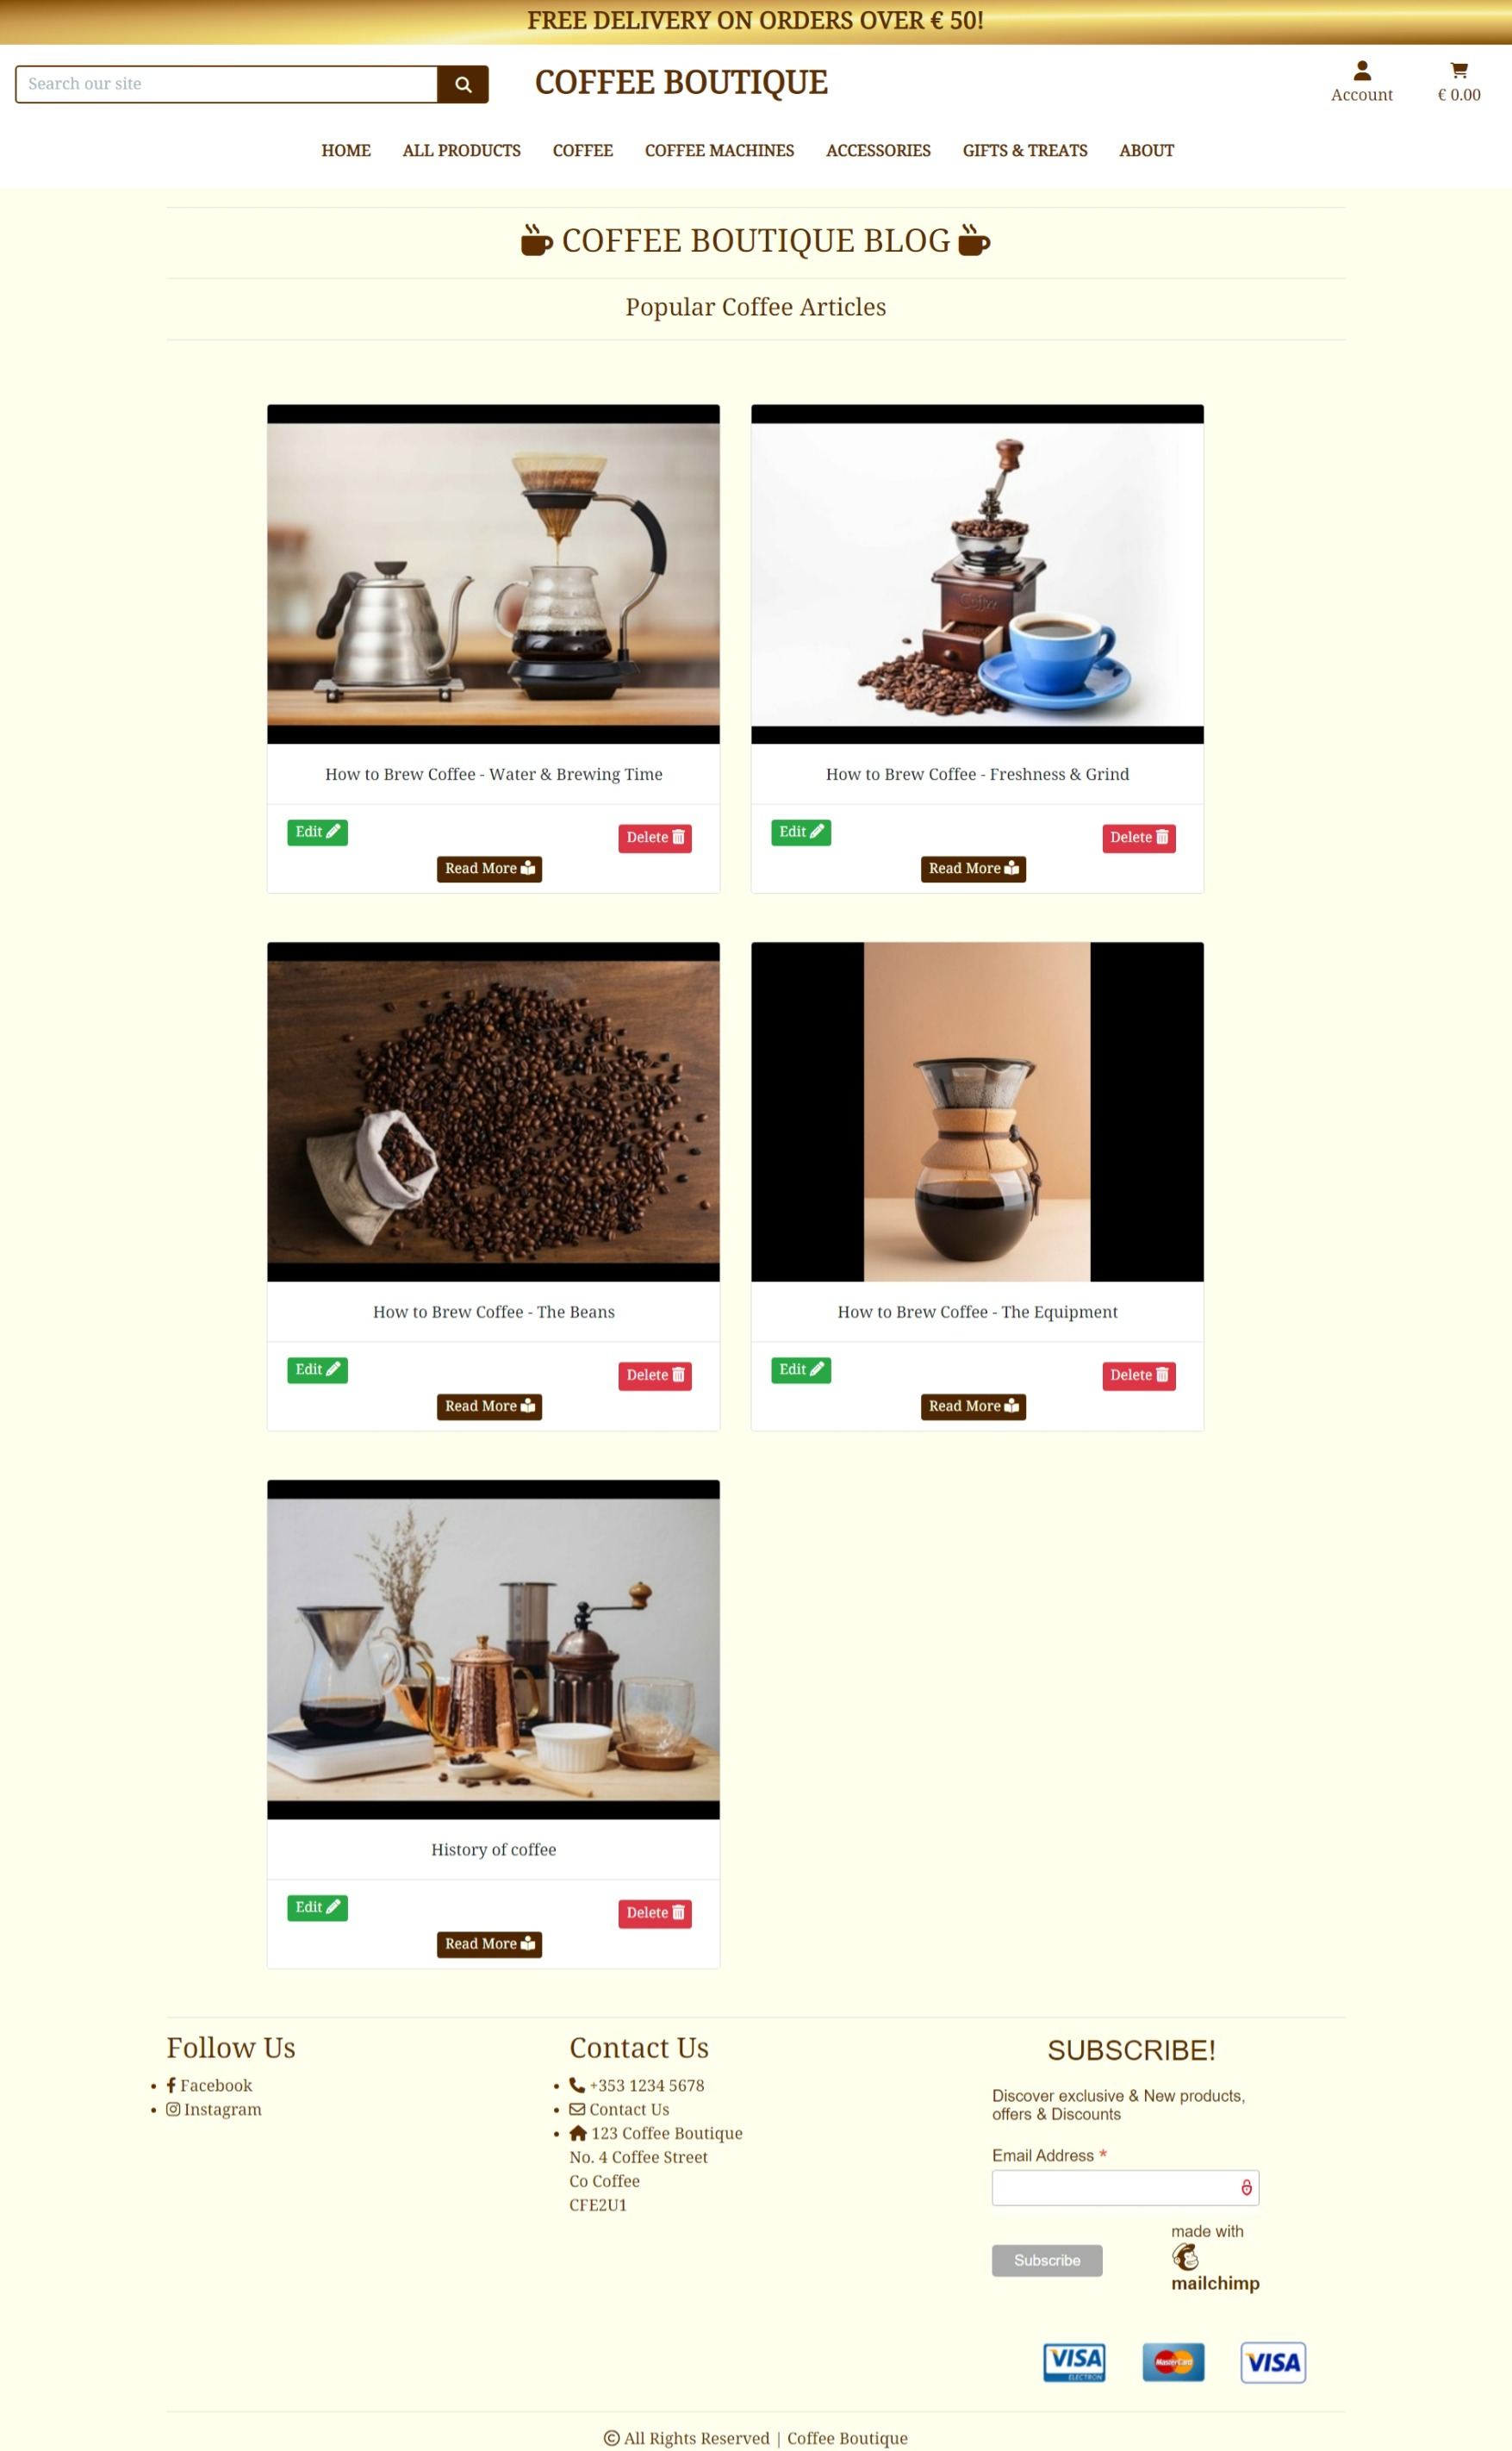 FREE DELIVERY ON ORDERS OVER € 50!
Search our site
COFFEE BOUTIQUE
Account
€ 0.00
HOME
ALL PRODUCTS
COFFEE
COFFEE MACHINES
ACCESSORIES
GIFTS & TREATS
ABOUT
COFFEE BOUTIQUE BLOG
Popular Coffee Articles
How to Brew Coffee - Water & Brewing Time
Edit
Delete
Read More
How to Brew Coffee - Freshness & Grind
Edit
Delete
Read More
How to Brew Coffee - The Beans
Edit
Delete
Read More
How to Brew Coffee - The Equipment
Edit
Delete
Read More
History of coffee
Edit
Delete
Read More
Follow Us
Facebook
Instagram
Contact Us
+353 1234 5678
Contact Us
123 Coffee Boutique
No. 4 Coffee Street
Co Coffee
CFE2U1
SUBSCRIBE!
Discover exclusive & New products,
offers & Discounts
Email Address *
Subscribe
made with
mailchimp
VISA
ELECTRON
MasterCard
VISA
© All Rights Reserved | Coffee Boutique